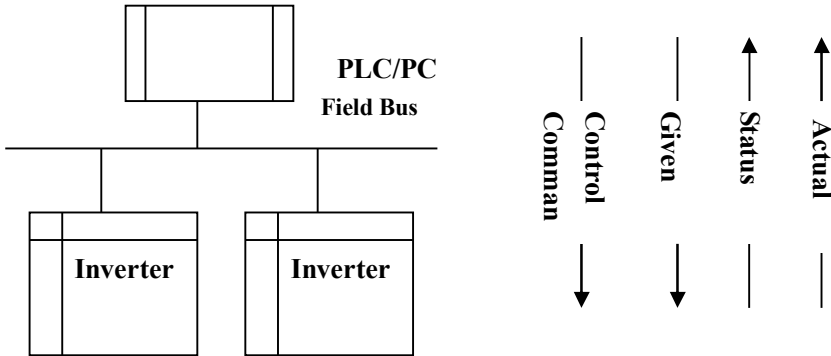 PLC/PC
Field Bus
Inverter
Inverter
Control
Comman
Given
Status
Actual